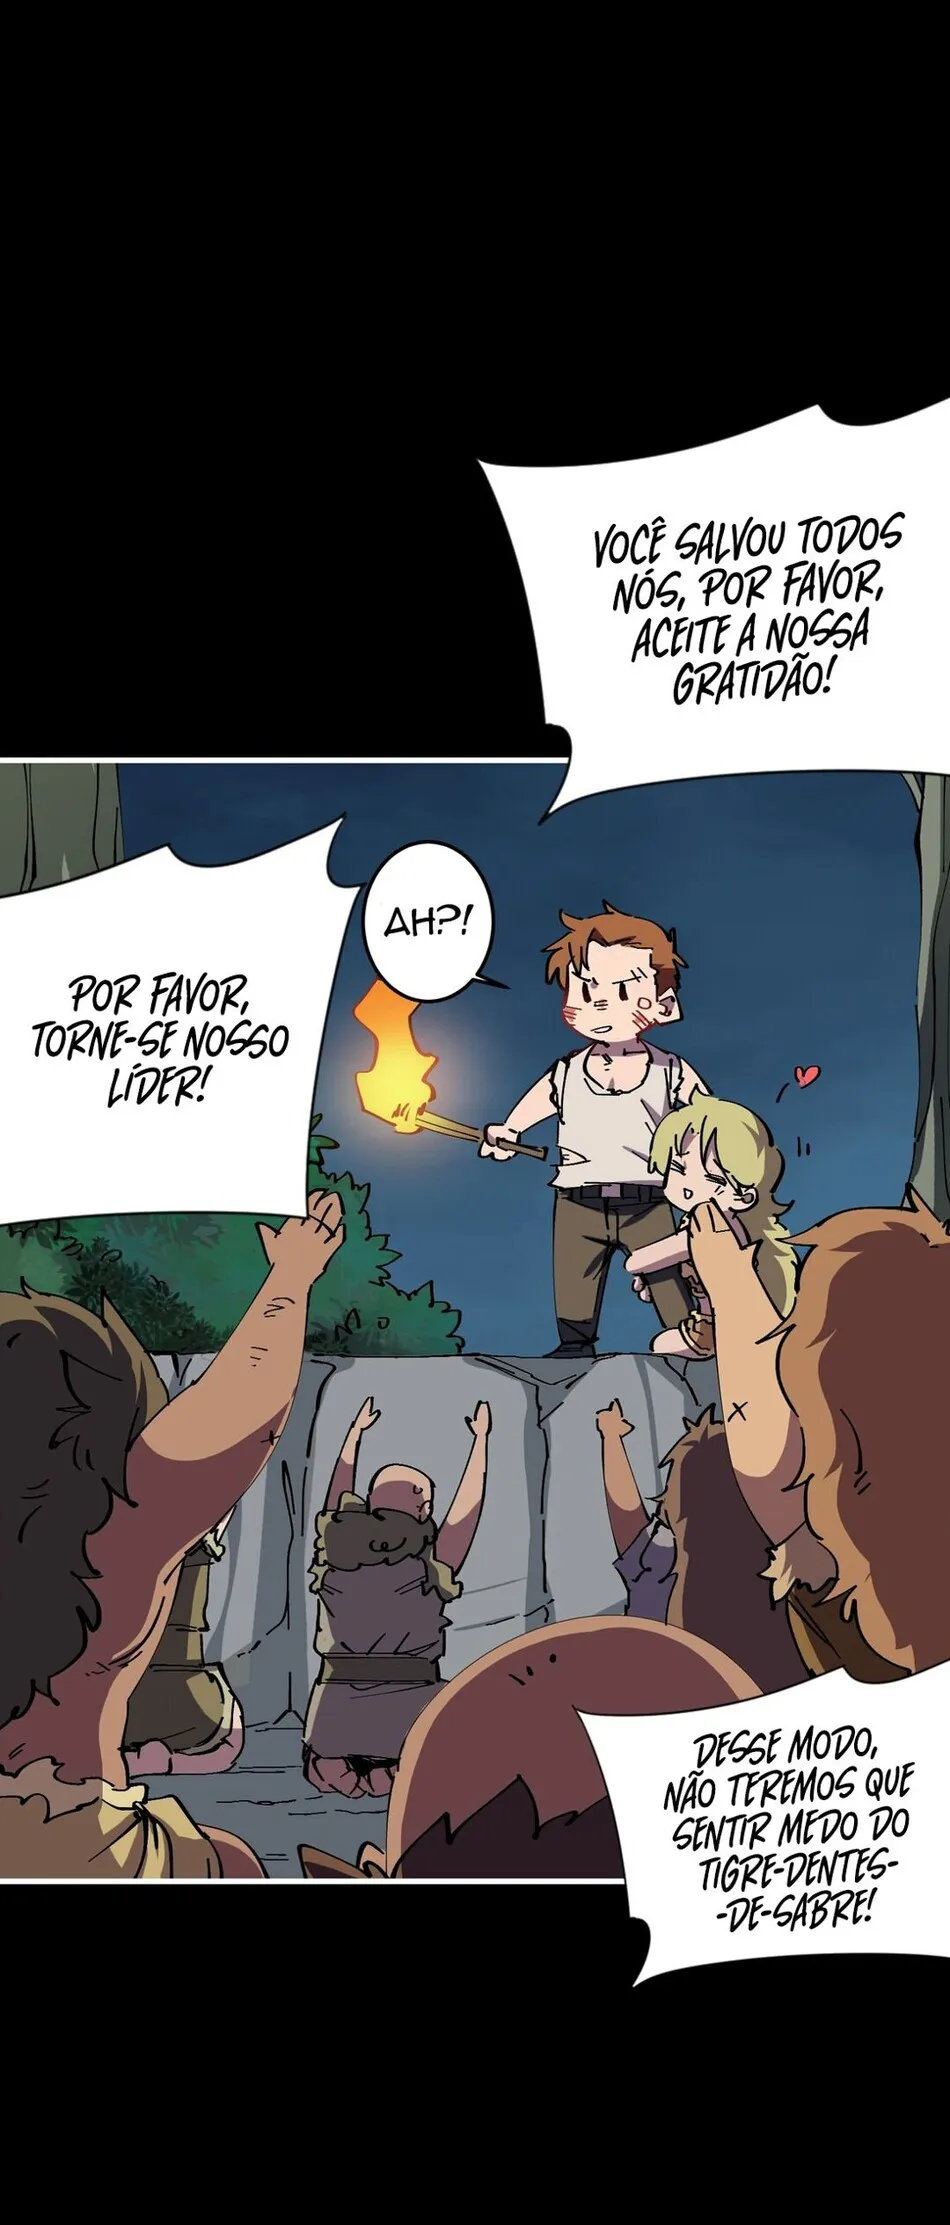 VOCÊ SALVOU TODOS
NÓS, POR FAVOR,
ACEITE A NOSSA
GRATIDÃO!
AH?!
POR FAVOR,
TORNE-SE NOSSO
LÍDER!
DESSE MODO,
NÃO TEREMOS QUE
SENTIR MEDO DO
TIGRE-DENTES-
-DE-SABRE!